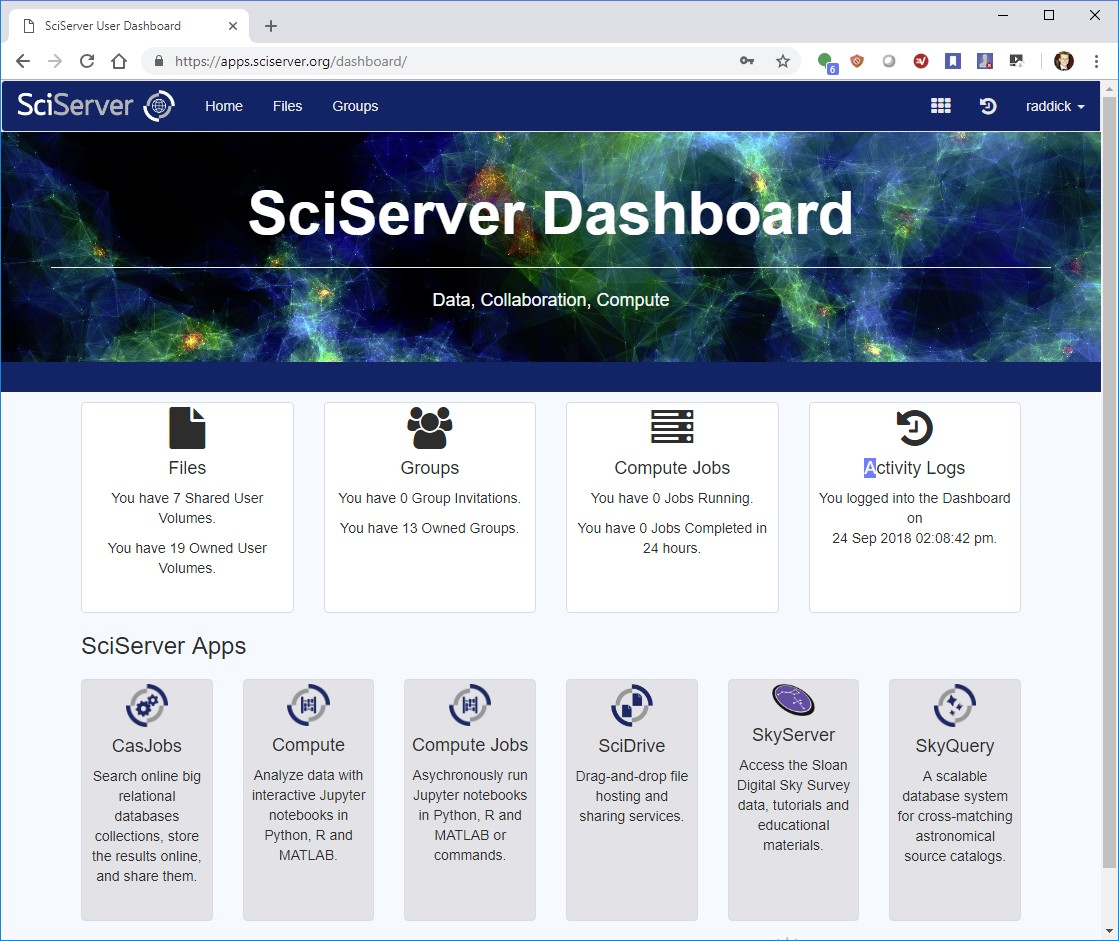 SciServer User Dashboard
https://apps.sciserver.org/dashboard/
6
SciServer Home Files Groups raddick
SciServer Dashboard
Data, Collaboration, Compute
Files
You have 7 Shared User
Volumes.
You have 19 Owned User
Volumes.
Groups
You have 0 Group Invitations.
You have 13 Owned Groups.
Compute Jobs
You have 0 Jobs Running.
You have 0 Jobs Completed in
24 hours.
Activity Logs
You logged into the Dashboard
on
24 Sep 2018 02:08:42 pm.
SciServer Apps
CasJobs
Search online big
relational
databases
collections, store
the results online,
and share them.
Compute
Analyze data with
interactive Jupyter
notebooks in
Python, R and
MATLAB.
Compute Jobs
Asychronously run
Jupyter notebooks
in Python, R and
MATLAB or
commands.
SciDrive
Drag-and-drop file
hosting and
sharing services.
SkyServer
Access the Sloan
Digital Sky Survey
data, tutorials and
educational
materials.
SkyQuery
A scalable
database system
for cross-matching
astronomical
source catalogs.